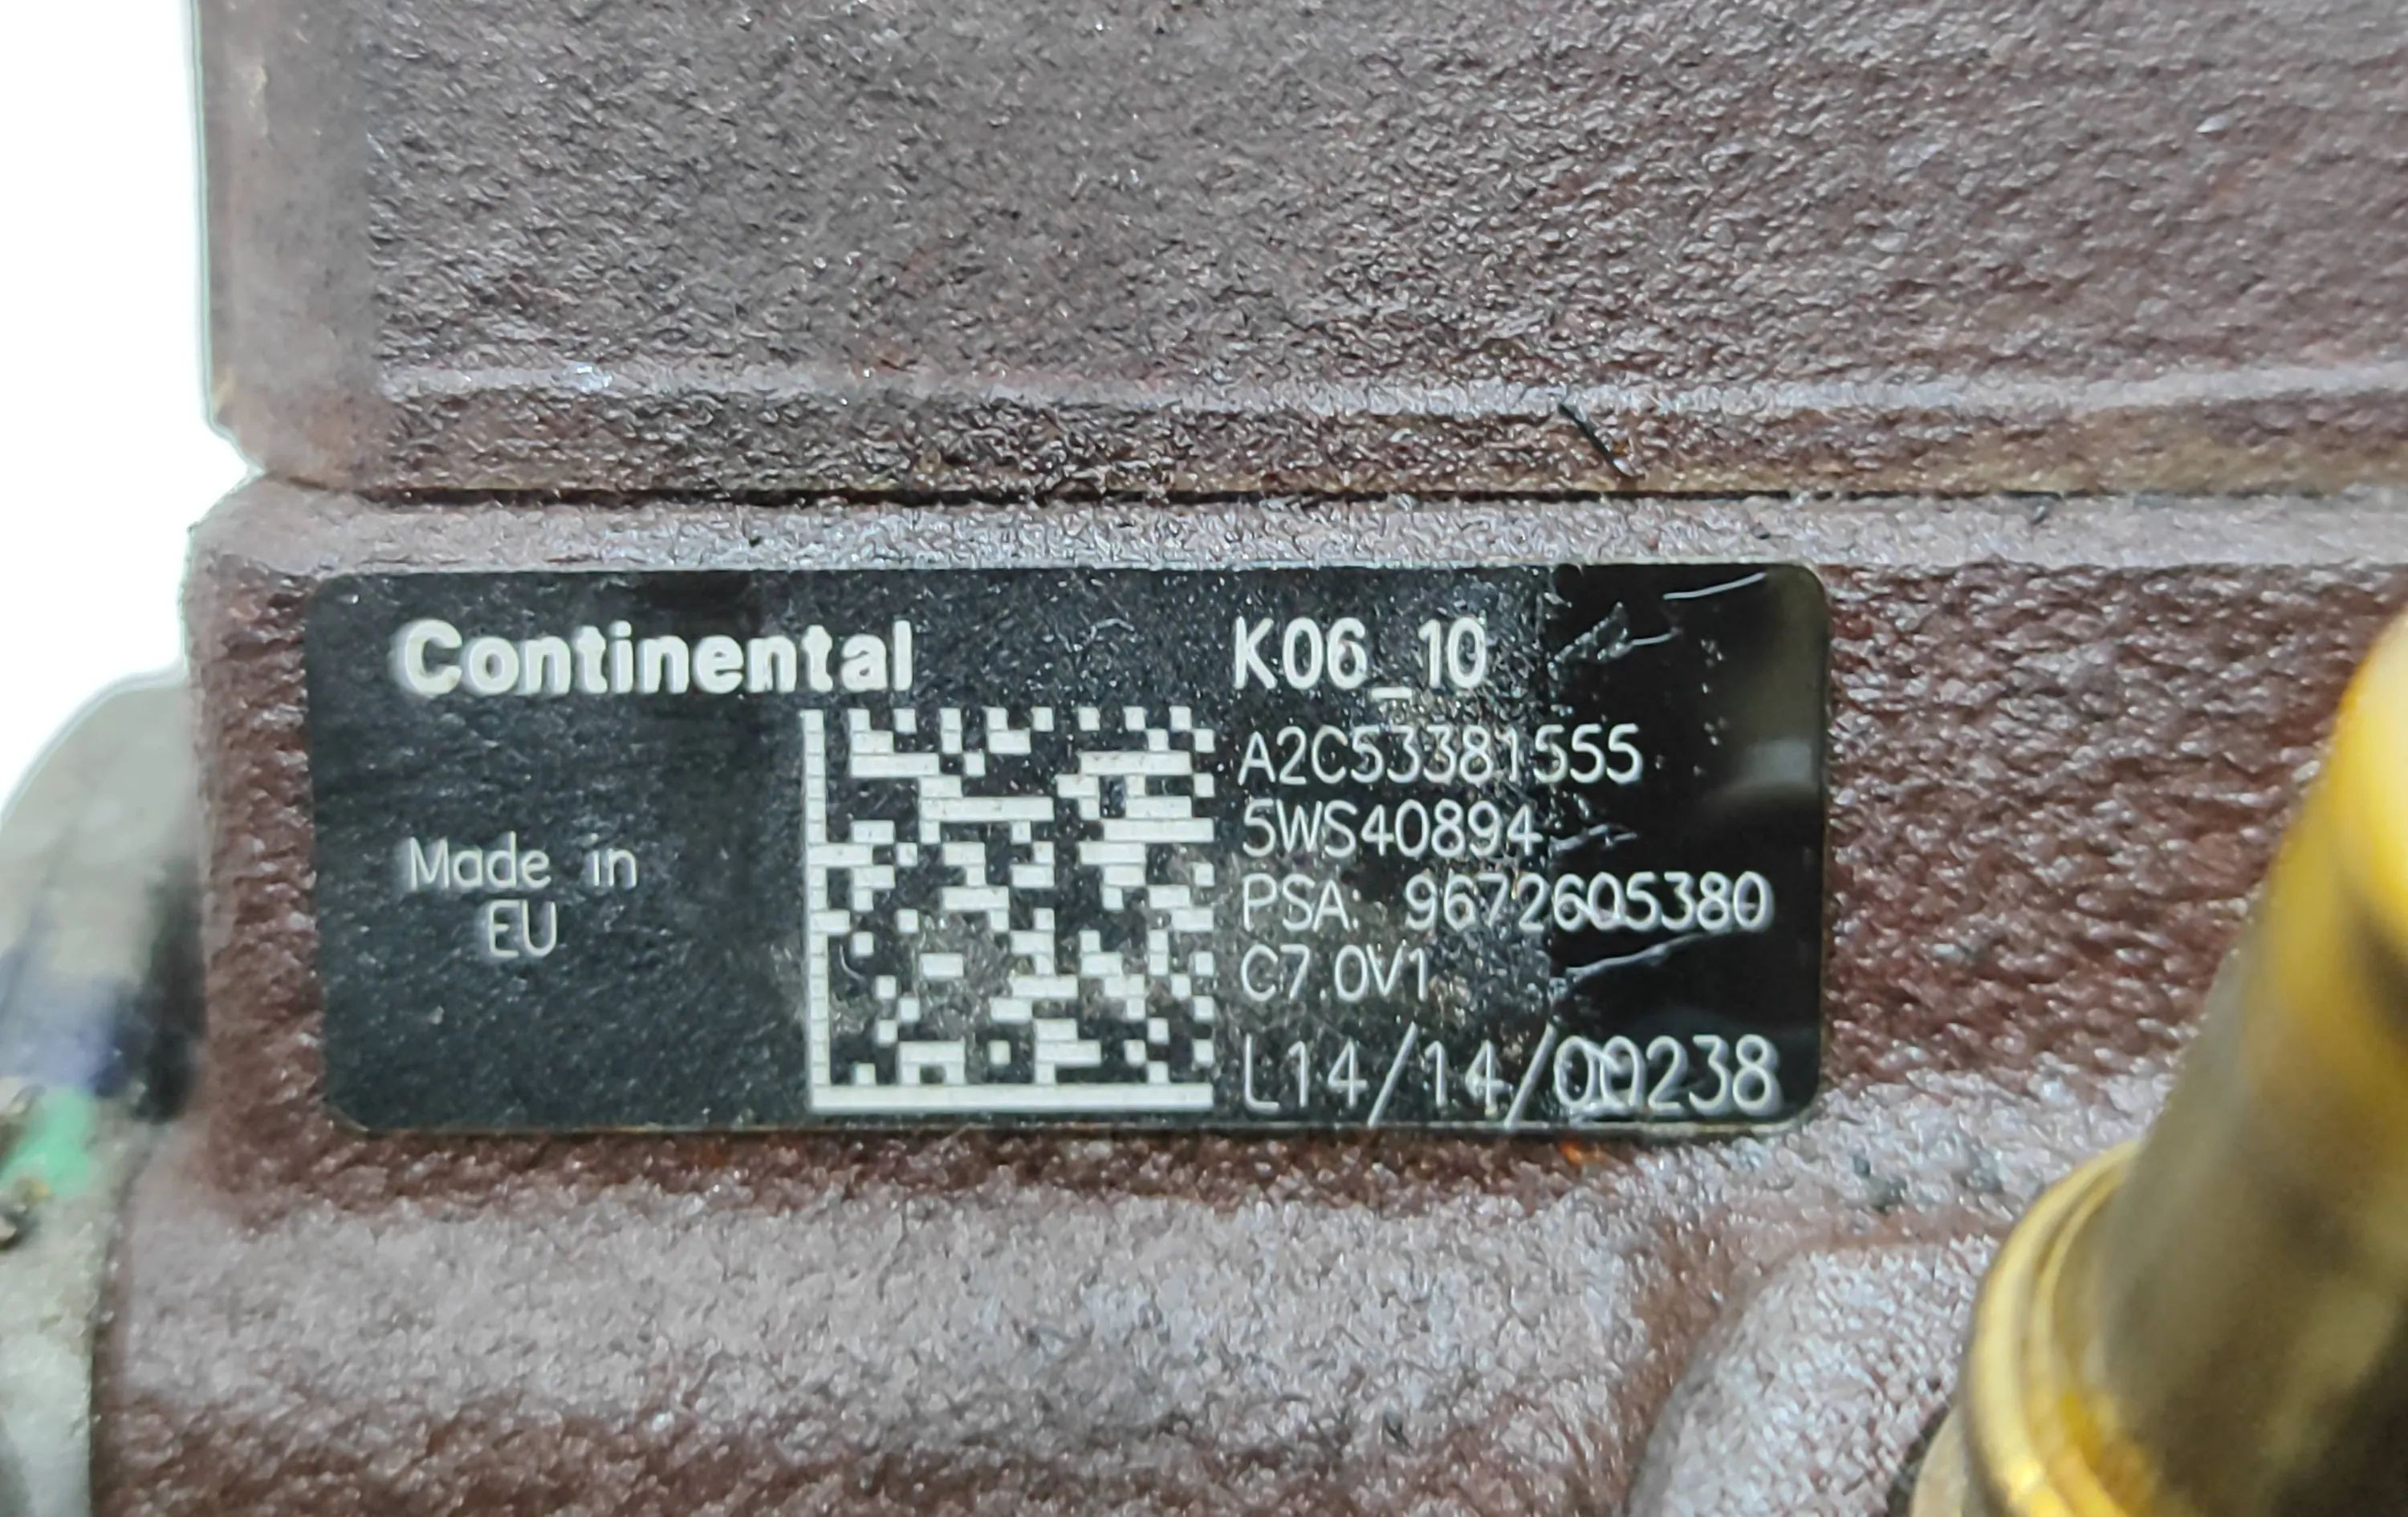 Continental
K06_10
A2C53381555
5WS40894
Made in
EU
PSA: 9672605380
C7.0V1
L14/14/00238